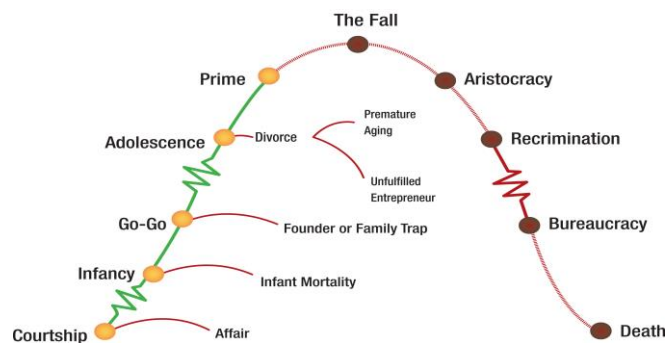 The Fall
Prime
Aristocracy
Premature
Aging
Adolescence
Divorce
Recrimination
Unfulfilled
Entrepreneur
Go-Go
Founder or Family Trap
Bureaucracy
Infancy
Infant Mortality
Courtship
Affair
Death